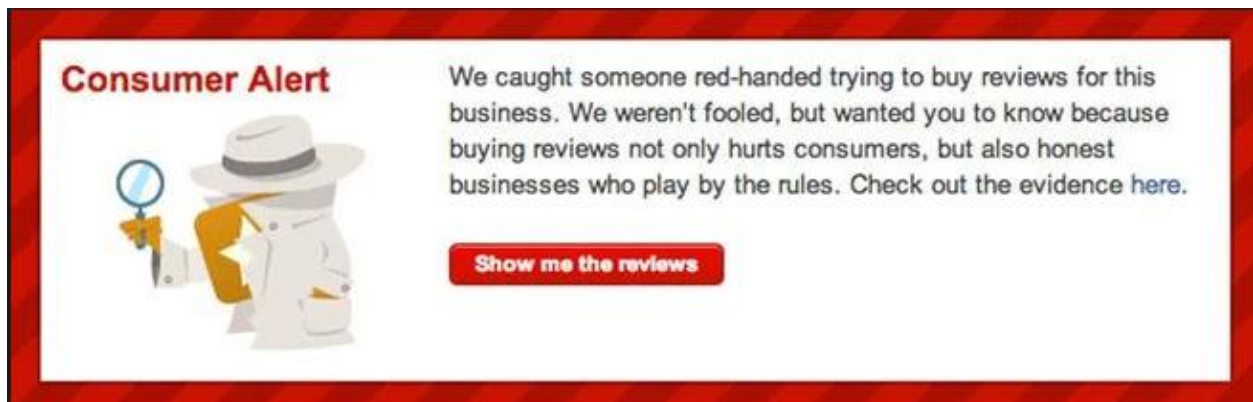 Consumer Alert
We caught someone red-handed trying to buy reviews for this
business. We weren't fooled, but wanted you to know because
buying reviews not only hurts consumers, but also honest
businesses who play by the rules. Check out the evidence here.
Show me the reviews